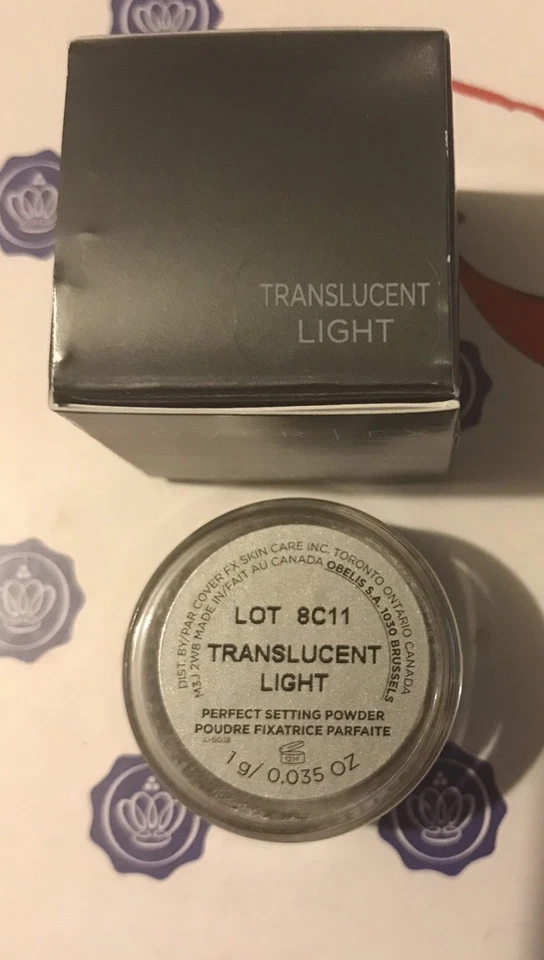 TRANSLUCENT
LIGHT
DIST. BY/PAR COVER FX SKIN CARE INC. TORONTO ONTARIO CANADA
M3J 2W8 MADE IN/FAIT AU CANADA OBELIS S.A. 1030 BRUSSELS
LOT 8C11
TRANSLUCENT
LIGHT
PERFECT SETTING POWDER
POUDRE FIXATRICE PARFAITE
1 g/ 0.035 OZ